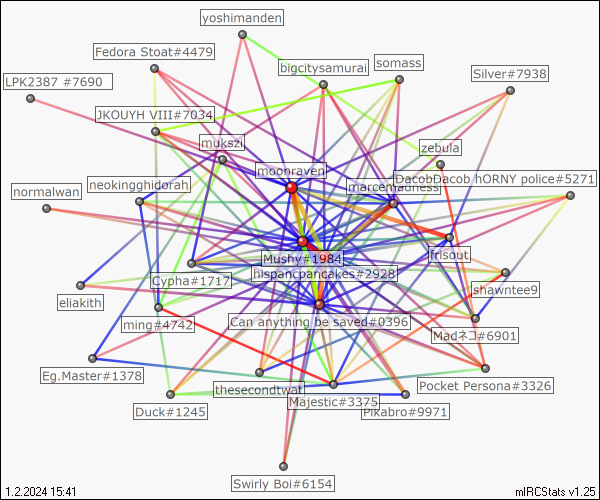 yoshimanden
Fedora Stoat#4479
somass
bigcitysamurai
Silver#7938
LPK2387 #7690
JKOUYH VIII#7034
mukszi
zebula
moonraven
DacobDacob hORNY police#5271
marcemadness
neokingghidorah
normalwan
Mushy#1984
frisout
hispancpancakes#2928
Cypha#1717
shawntee9
eliakith
ming#4742
Can anything be saved#0396
Madネコ#6901
Eg.Master#1378
thesecondtwat
Pocket Persona#3326
Majestic#3375
Duck#1245
Pikabro#9971
Swirly Boi#6154
1.2.2024 15:41
mIRCStats v1.25